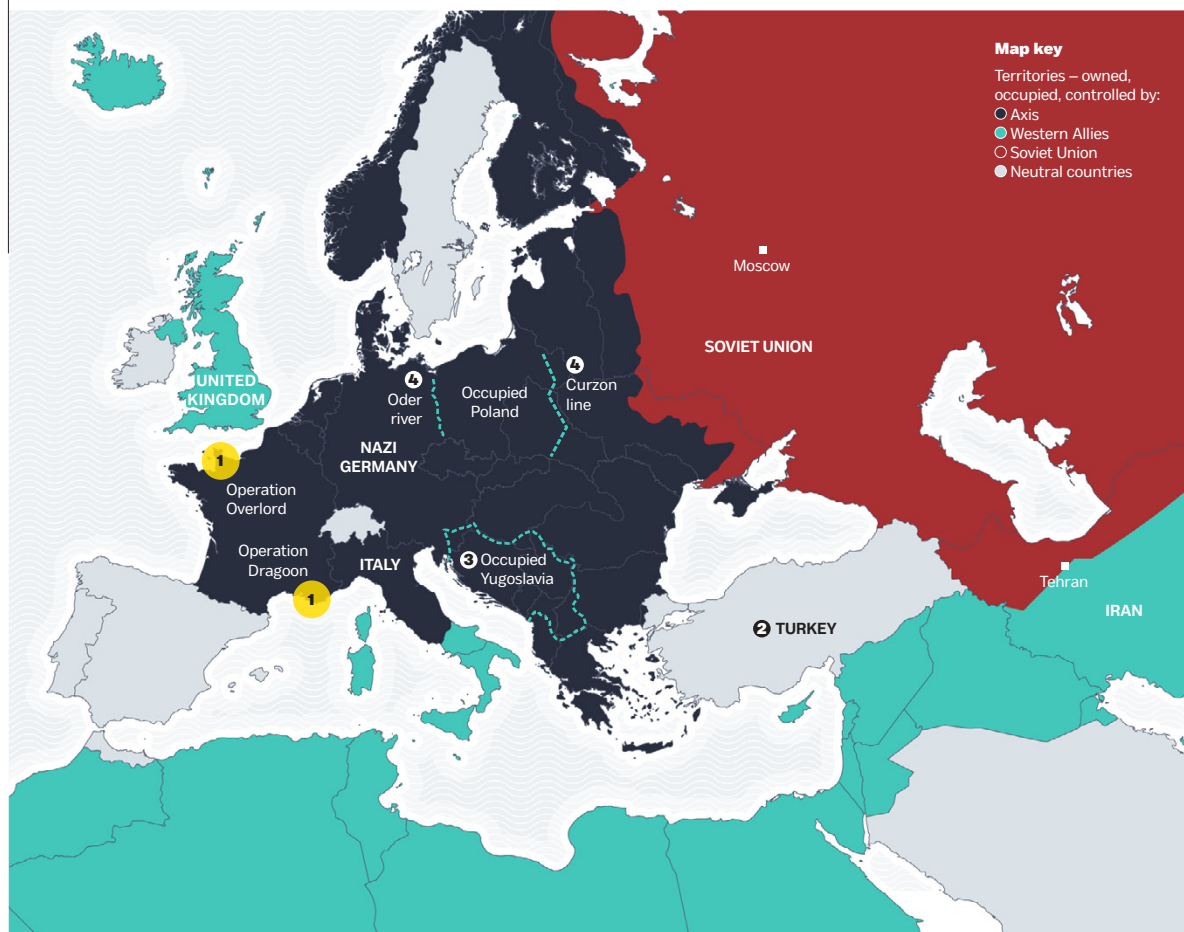 Map key
Territories – owned,
occupied, controlled by:
Axis
Western Allies
Soviet Union
Neutral countries
Moscow
SOVIET UNION
UNITED
KINGDOM
4
Oder
river
Occupied
Poland
4
Curzon
line
NAZI
GERMANY
1
Operation
Overlord
Operation
Dragoon
1
ITALY
3 Occupied
Yugoslavia
2 TURKEY
Tehran
IRAN